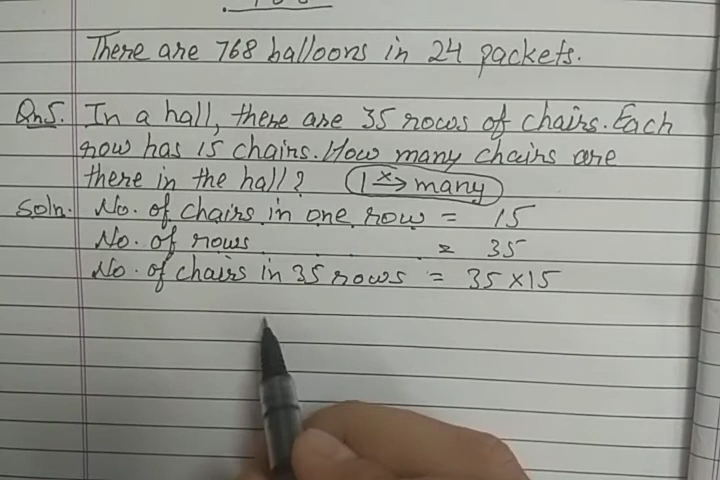 There are 768 balloons in 24 packets.
Qn5. In a hall, there are 35 rows of chairs. Each
row has 15 chairs. How many chairs are
there in the hall? 1 x→ many
Soln. No. of chairs in one row = 15
No. of rows = 35
No. of chairs in 35 rows = 35 × 15